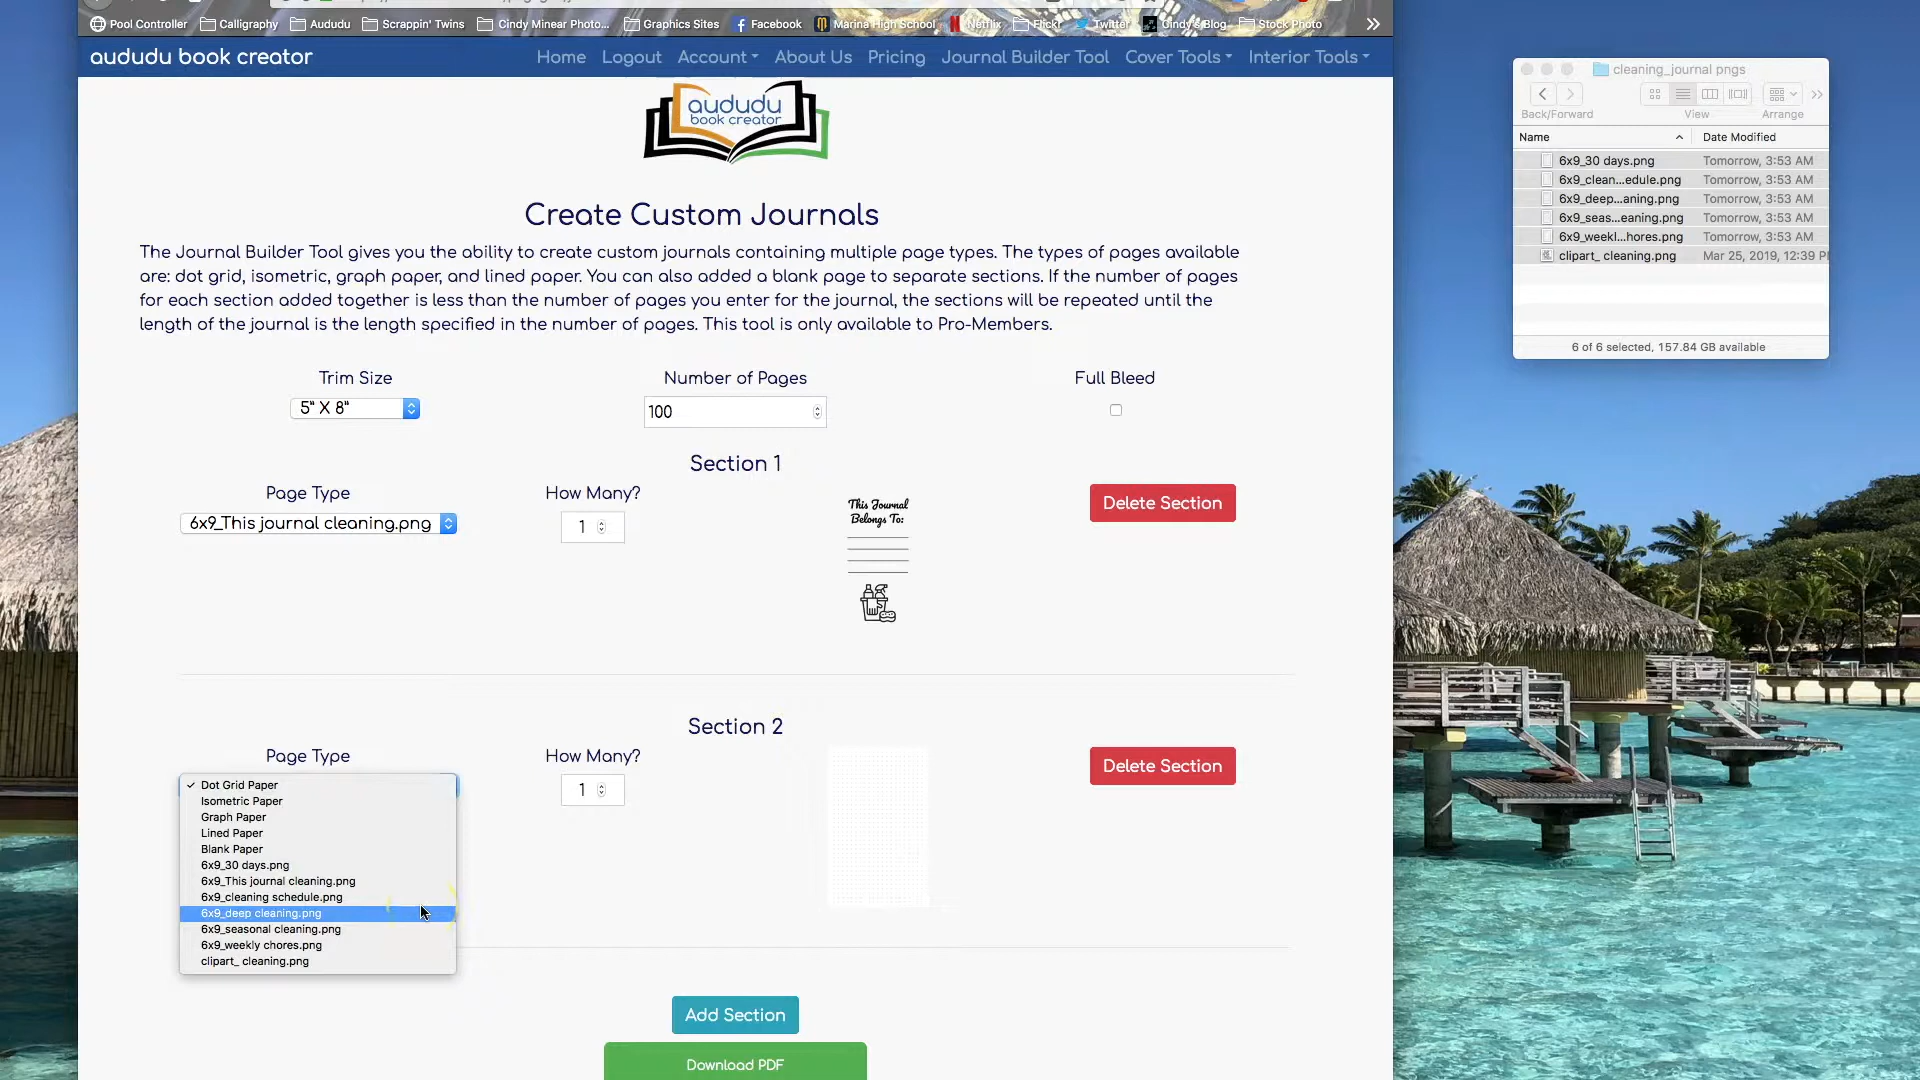 Pool Controller
Calligraphy
Aududu
Scrappin' Twins
Cindy Minear Photo...
Graphics Sites
Facebook
Marina High School
Netflix
Flickr
Twitter
Cindy's Blog
Stock Photo
aududu book creator
Home
Logout
Account
About Us
Pricing
Journal Builder Tool
Cover Tools
Interior Tools
aududu
book creator
Create Custom Journals
The Journal Builder Tool gives you the ability to create custom journals containing multiple page types. The types of pages available
are: dot grid, isometric, graph paper, and lined paper. You can also added a blank page to separate sections. If the number of pages
for each section added together is less than the number of pages you enter for the journal, the sections will be repeated until the
length of the journal is the length specified in the number of pages. This tool is only available to Pro-Members.
Trim Size
Number of Pages
Full Bleed
5" X 8"
100
Section 1
Page Type
How Many?
6x9_This journal cleaning.png
1
This Journal
Belongs To:
Delete Section
Section 2
Page Type
How Many?
1
Delete Section
✓ Dot Grid Paper
Isometric Paper
Graph Paper
Lined Paper
Blank Paper
6x9_30 days.png
6x9_This journal cleaning.png
6x9_cleaning schedule.png
6x9_deep cleaning.png
6x9_seasonal cleaning.png
6x9_weekly chores.png
clipart_ cleaning.png
Add Section
Download PDF
cleaning_journal pngs
Back/Forward
View
Arrange
Name
Date Modified
6x9_30 days.png
Tomorrow, 3:53 AM
6x9_clean...edule.png
Tomorrow, 3:53 AM
6x9_deep...aning.png
Tomorrow, 3:53 AM
6x9_seas...eaning.png
Tomorrow, 3:53 AM
6x9_weekl...hores.png
Tomorrow, 3:53 AM
clipart_ cleaning.png
Mar 25, 2019, 12:39 P
6 of 6 selected, 157.84 GB available